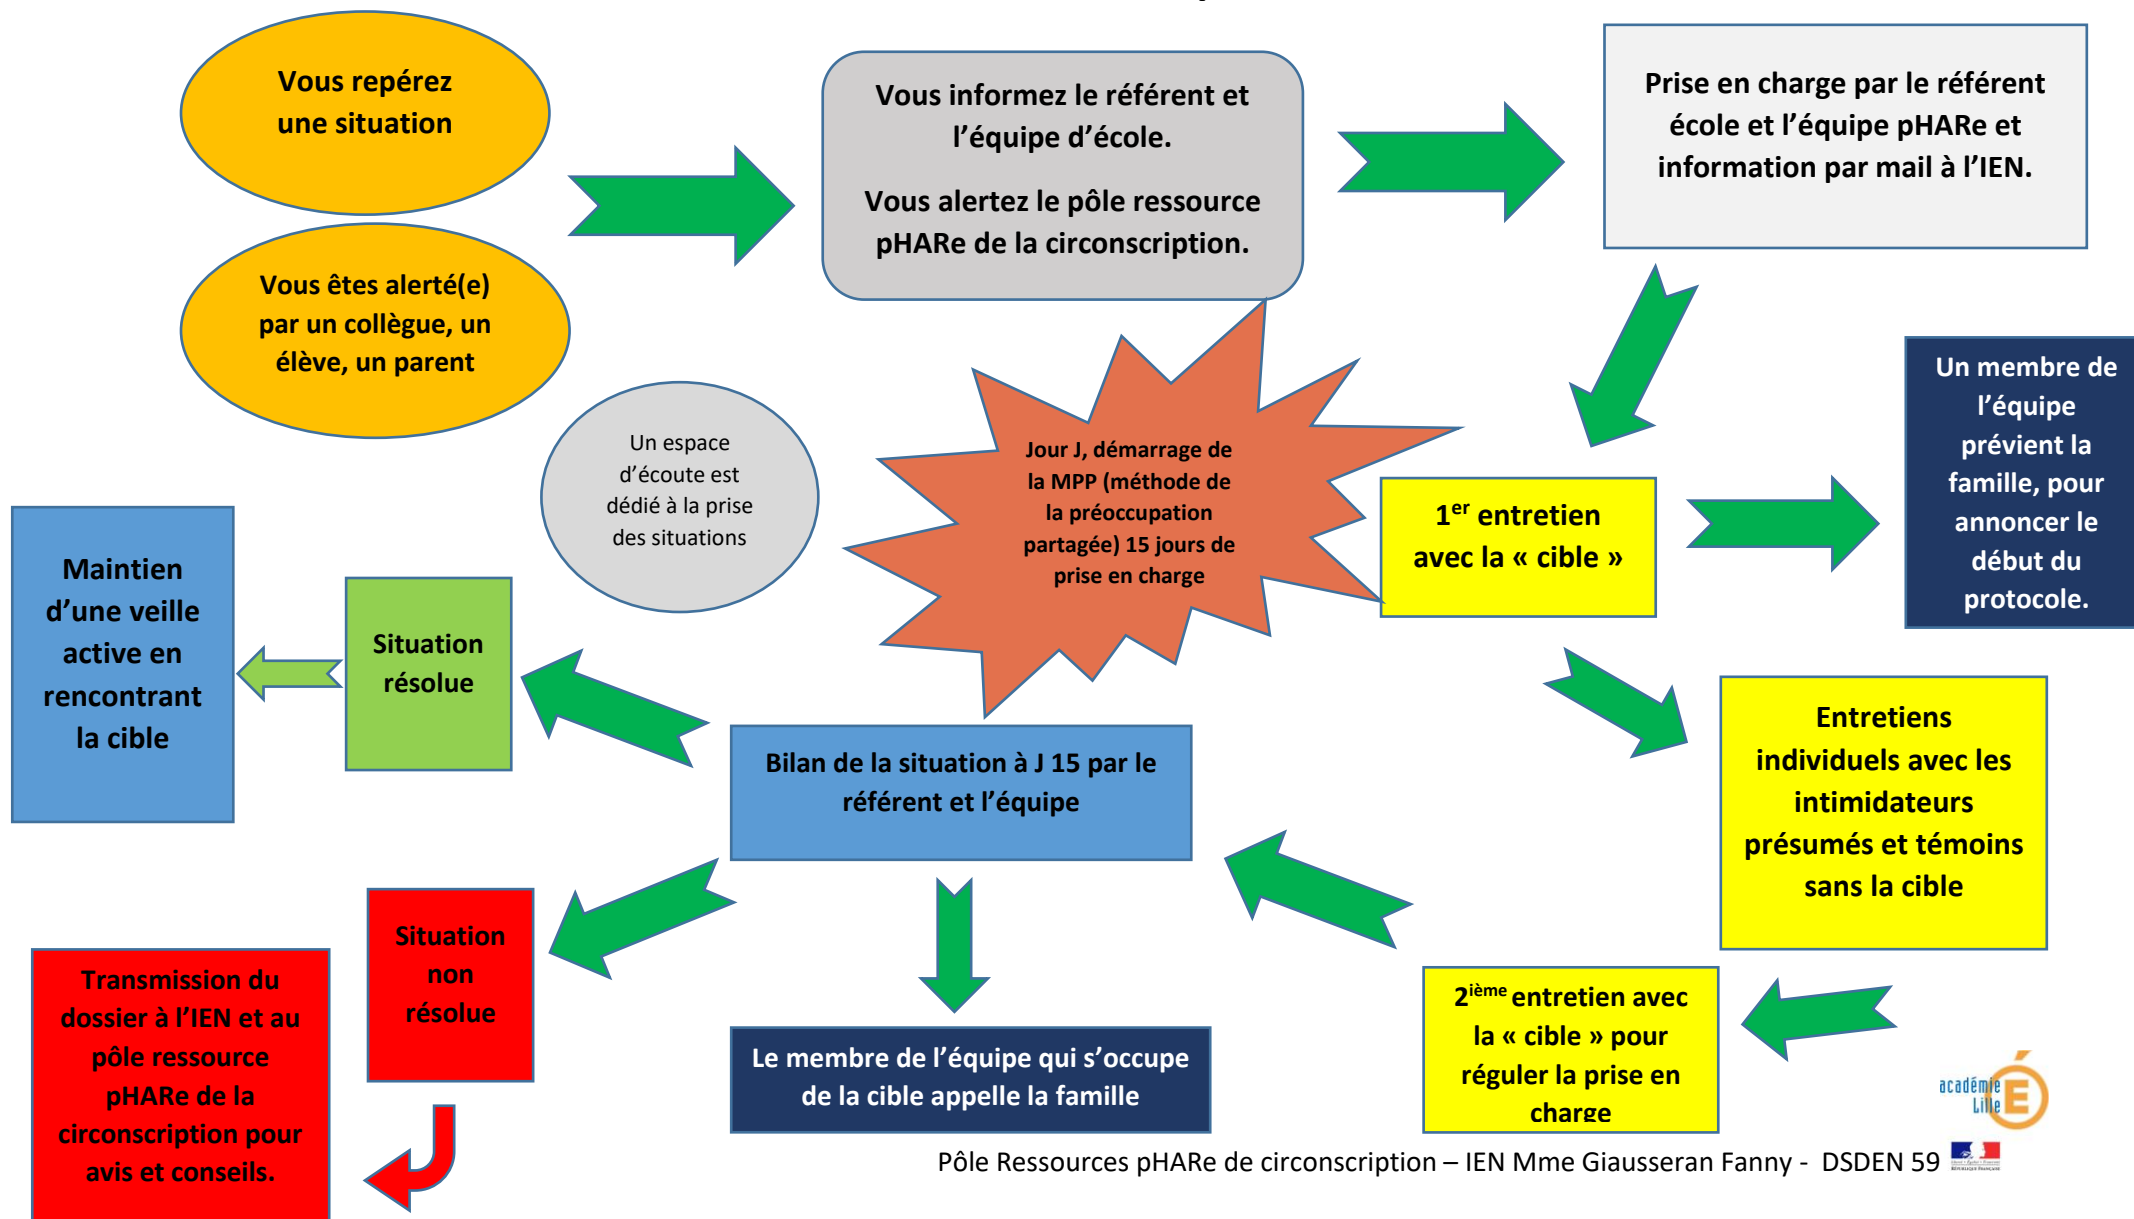 Vous repérez
une situation
Vous êtes alerté(e)
par un collègue, un
élève, un parent
Vous informez le référent et
l’équipe d’école.
Vous alertez le pôle ressource
pHARe de la circonscription.
Prise en charge par le référent
école et l’équipe pHARe et
information par mail à l’IEN.
Un membre de
l’équipe
prévient la
famille, pour
annoncer le
début du
protocole.
Un espace
d’écoute est
dédié à la prise
des situations
Jour J, démarrage de
la MPP (méthode de
la préoccupation
partagée) 15 jours de
prise en charge
1er entretien
avec la « cible »
Entretiens
individuels avec les
intimidateurs
présumés et témoins
sans la cible
2ième entretien avec
la « cible » pour
réguler la prise en
charge
Bilan de la situation à J 15 par le
référent et l’équipe
Situation
résolue
Maintien
d’une veille
active en
rencontrant
la cible
Situation
non
résolue
Transmission du
dossier à l’IEN et au
pôle ressource
pHARe de la
circonscription pour
avis et conseils.
Le membre de l’équipe qui s’occupe
de la cible appelle la famille
académie
Lille
Pôle Ressources pHARe de circonscription – IEN Mme Giausseran Fanny - DSDEN 59